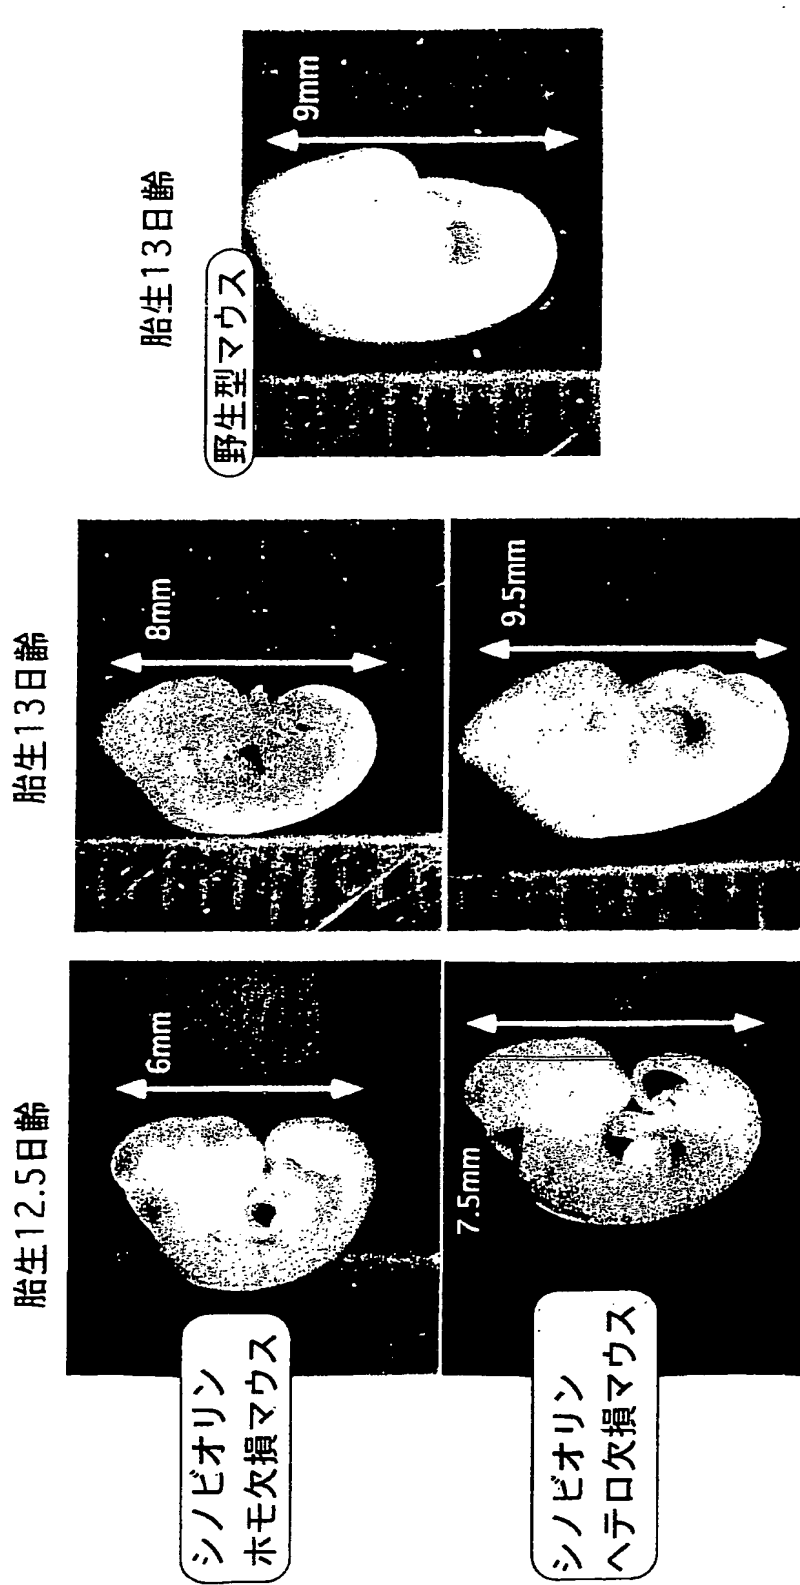 胎生12.5日齢
胎生13日齢
胎生13日齢
シノビオリン
ホモ欠損マウス
6mm
8mm
野生型マウス
9mm
シノビオリン
ヘテロ欠損マウス
7.5mm
9.5mm